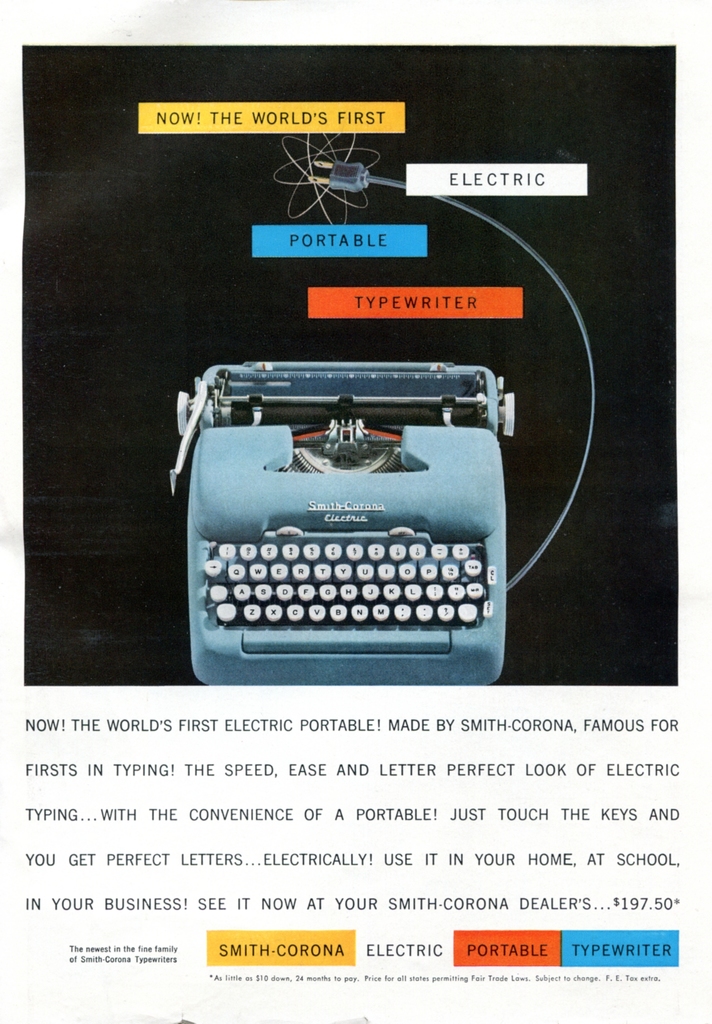 NOW! THE WORLD'S FIRST
ELECTRIC
PORTABLE
TYPEWRITER
Smith-Corona
Electric
Q W E R T Y U I O P
A S D F G H J K L
Z X C V B N M
NOW! THE WORLD'S FIRST ELECTRIC PORTABLE! MADE BY SMITH-CORONA, FAMOUS FOR
FIRSTS IN TYPING! THE SPEED, EASE AND LETTER PERFECT LOOK OF ELECTRIC
TYPING...WITH THE CONVENIENCE OF A PORTABLE! JUST TOUCH THE KEYS AND
YOU GET PERFECT LETTERS...ELECTRICALLY! USE IT IN YOUR HOME, AT SCHOOL,
IN YOUR BUSINESS! SEE IT NOW AT YOUR SMITH-CORONA DEALER'S...$197.50*
The newest in the fine family
of Smith-Corona Typewriters
SMITH-CORONA ELECTRIC PORTABLE TYPEWRITER
*As little as $10 down, 24 months to pay. Price for all states permitting Fair Trade Laws. Subject to change. F. E. Tax extra.